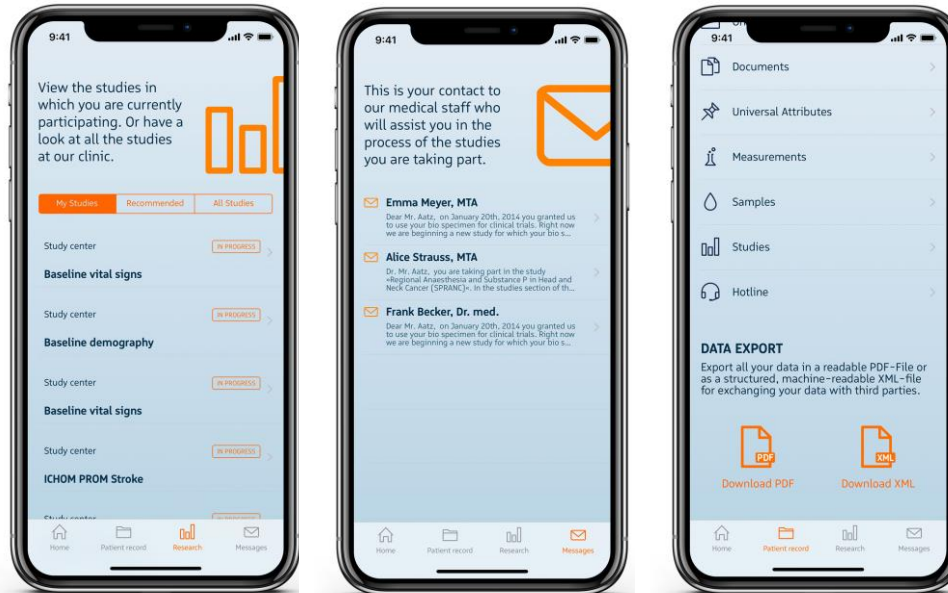 9:41
View the studies in
which you are currently
participating. Or have a
look at all the studies
at our clinic.
My Studies
Recommended
All Studies
Study center
IN PROGRESS
Baseline vital signs
Study center
IN PROGRESS
Baseline demography
Study center
IN PROGRESS
Baseline vital signs
Study center
IN PROGRESS
ICHOM PROM Stroke
Study center
IN PROGRESS
Home
Patient record
Research
Messages
9:41
This is your contact to
our medical staff who
will assist you in the
process of the studies
you are taking part.
Emma Meyer, MTA
Dear Mr. Aatz, on January 20th, 2014 you granted us
to use your bio specimen for clinical trials. Right now
we are beginning a new study for which your bio s...
Alice Strauss, MTA
Dr. Mr. Aatz, you are taking part in the study
»Regional Anaesthesia and Substance P in Head and
Neck Cancer (SPRANC)«. In the studies section of th...
Frank Becker, Dr. med.
Dear Mr. Aatz, on January 20th, 2014 you granted us
to use your bio specimen for clinical trials. Right now
we are beginning a new study for which your bio s...
Home
Patient record
Research
Messages
9:41
Documents
Universal Attributes
Measurements
Samples
Studies
Hotline
DATA EXPORT
Export all your data in a readable PDF-File or
as a structured, machine-readable XML-file
for exchanging your data with third parties.
PDF
Download PDF
XML
Download XML
Home
Patient record
Research
Messages